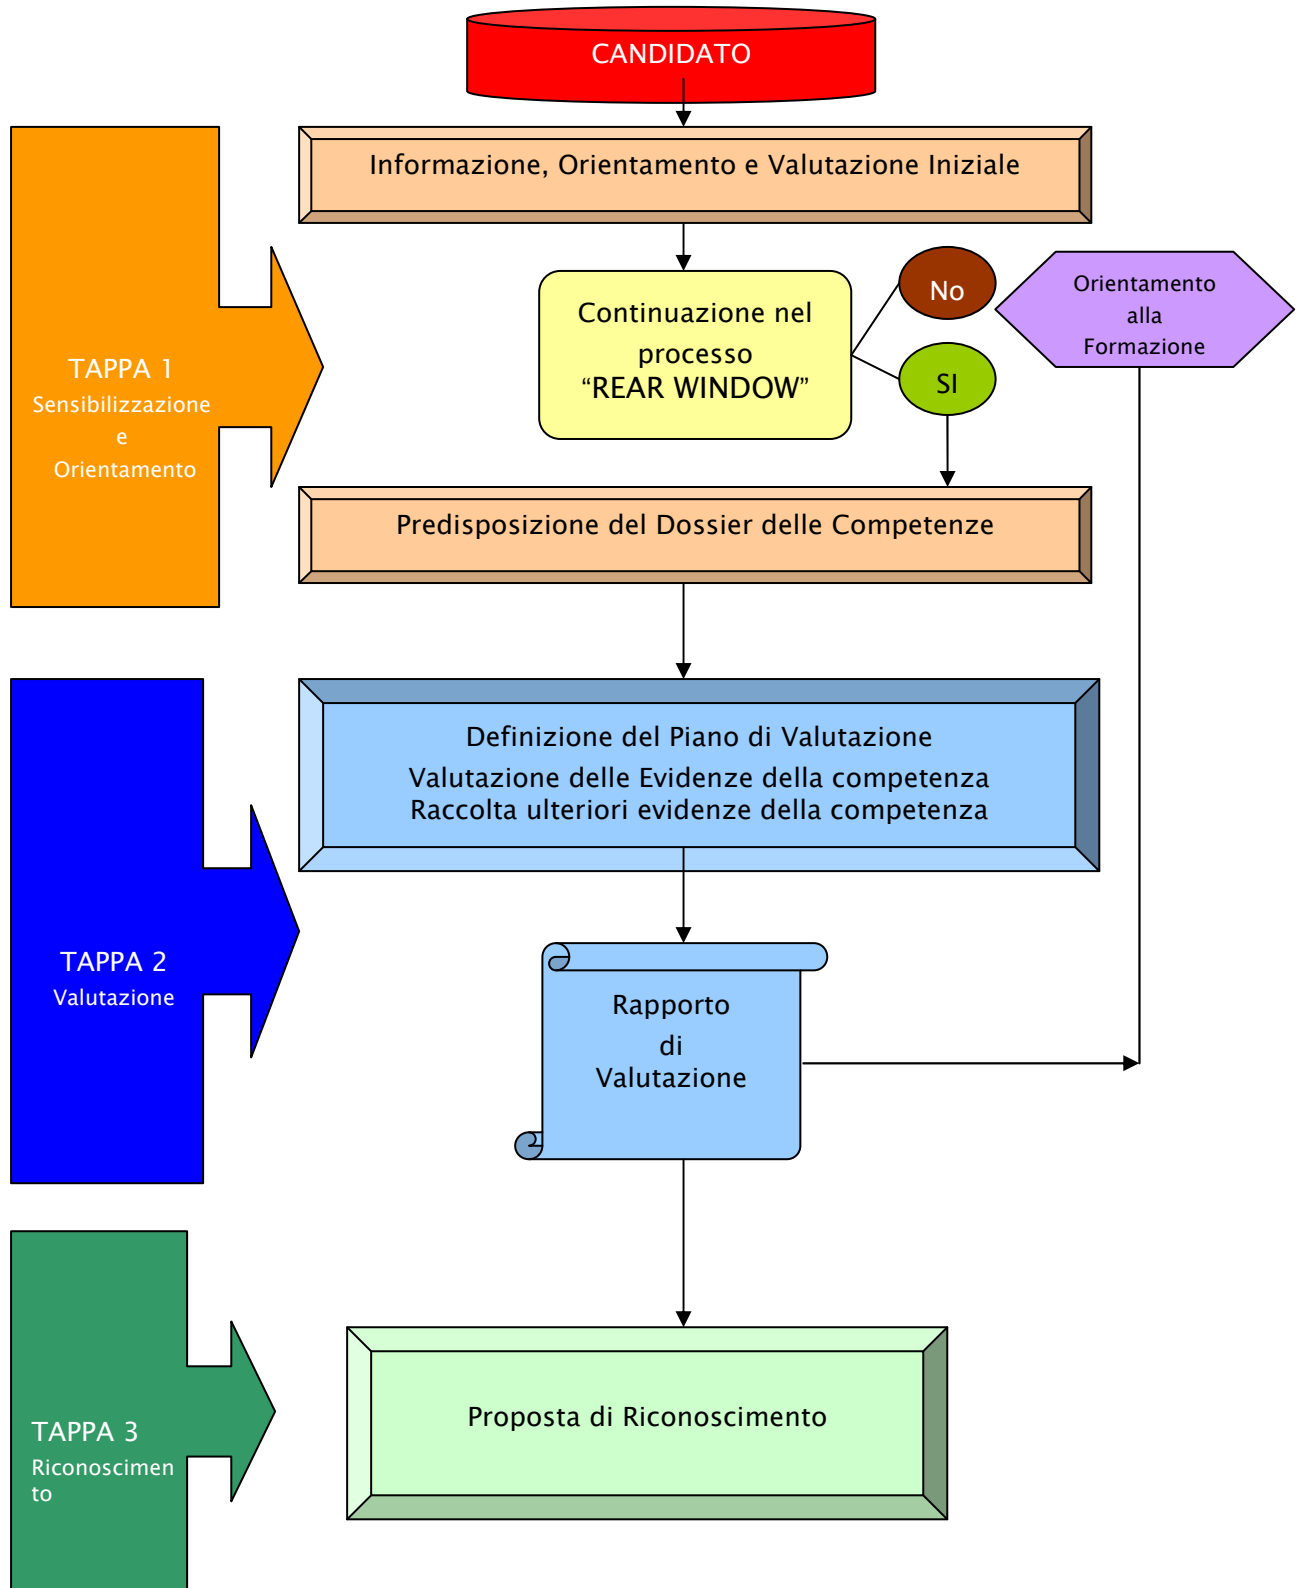 CANDIDATO
Informazione, Orientamento e Valutazione Iniziale
Continuazione nel
processo
“REAR WINDOW”
No
SI
Orientamento
alla
Formazione
TAPPA 1
Sensibilizzazione
e
Orientamento
Predisposizione del Dossier delle Competenze
Definizione del Piano di Valutazione
Valutazione delle Evidenze della competenza
Raccolta ulteriori evidenze della competenza
TAPPA 2
Valutazione
Rapporto
di
Valutazione
Proposta di Riconoscimento
TAPPA 3
Riconoscimen
to